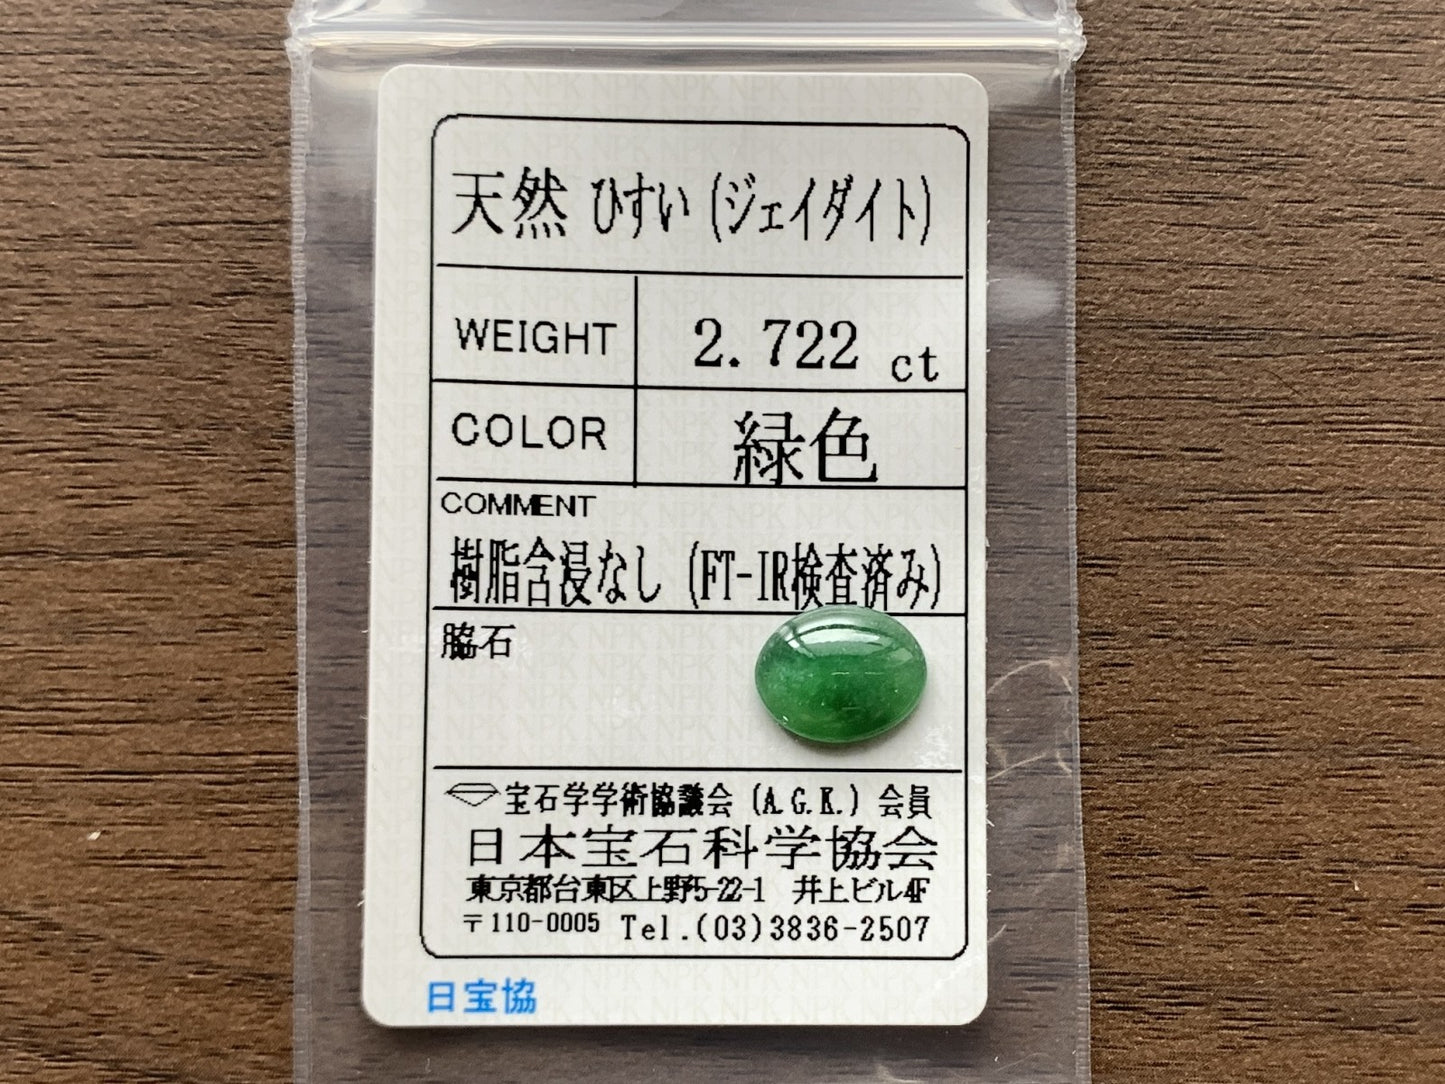 天然 ひすい (ジェイダイト)
WEIGHT 2.722 ct
COLOR 緑色
COMMENT
樹脂含浸なし (FT-IR検査済み)
脇石
宝石学学術協議会 (A.G.K.) 会員
日本宝石科学協会
東京都台東区上野5-22-1 井上ビル4F
〒110-0005 Tel.(03)3836-2507
日宝協